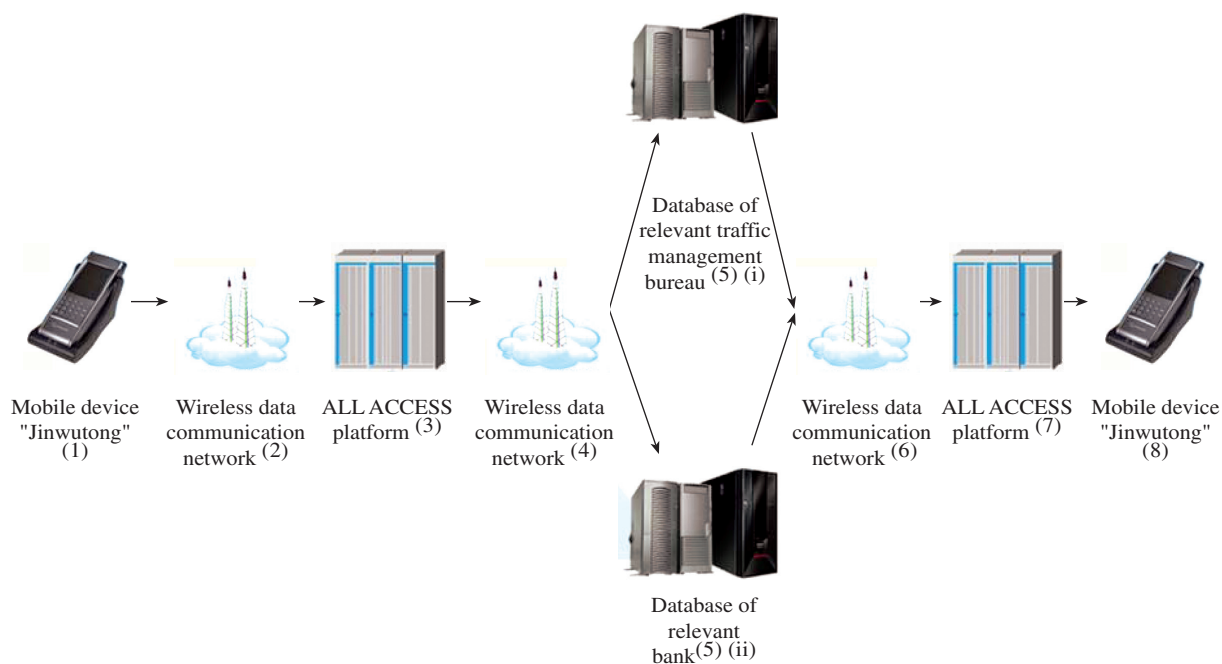 Database of
relevant traffic
management
bureau (5) (i)
Mobile device
"Jinwutong"
(1)
Wireless data
communication
network (2)
ALL ACCESS
platform (3)
Wireless data
communication
network (4)
Wireless data
communication
network (6)
ALL ACCESS
platform (7)
Mobile device
"Jinwutong"
(8)
Database of
relevant
bank(5) (ii)